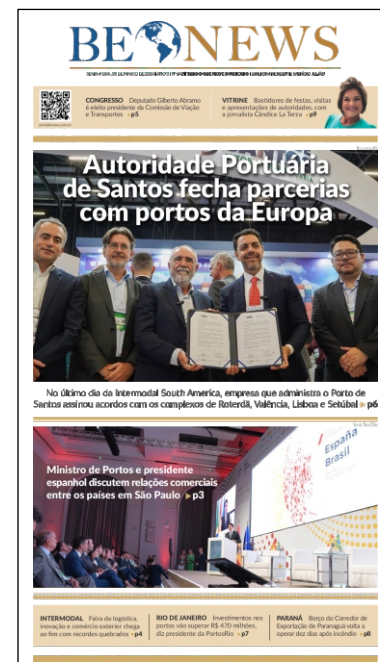 BE NEWS
CONGRESSO Deputado Gilberto Abramo
é eleito presidente da Comissão de Viação
e Transportes ▸p5
VITRINE Bastidores de festas, visitas
e apresentações de autoridades, com
a jornalista Cândice La Terza ▸p9
Autoridade Portuária
de Santos fecha parcerias
com portos da Europa
No último dia da Intermodal South America, empresa que administra o Porto de
Santos assinou acordos com os complexos de Roterdã, Valência, Lisboa e Setúbal ▸p6
Ministro de Portos e presidente
espanhol discutem relações comerciais
entre os países em São Paulo ▸p3
España
Brasil
INTERMODAL Feira de logística,
inovação e comércio exterior chega
ao fim com recordes quebrados ▸p4
RIO DE JANEIRO Investimentos nos
portos vão superar R$ 470 milhões,
diz presidente da PortosRio ▸p7
PARANÁ Berço do Corredor de
Exportação de Paranaguá volta a
operar dez dias após incêndio ▸p8